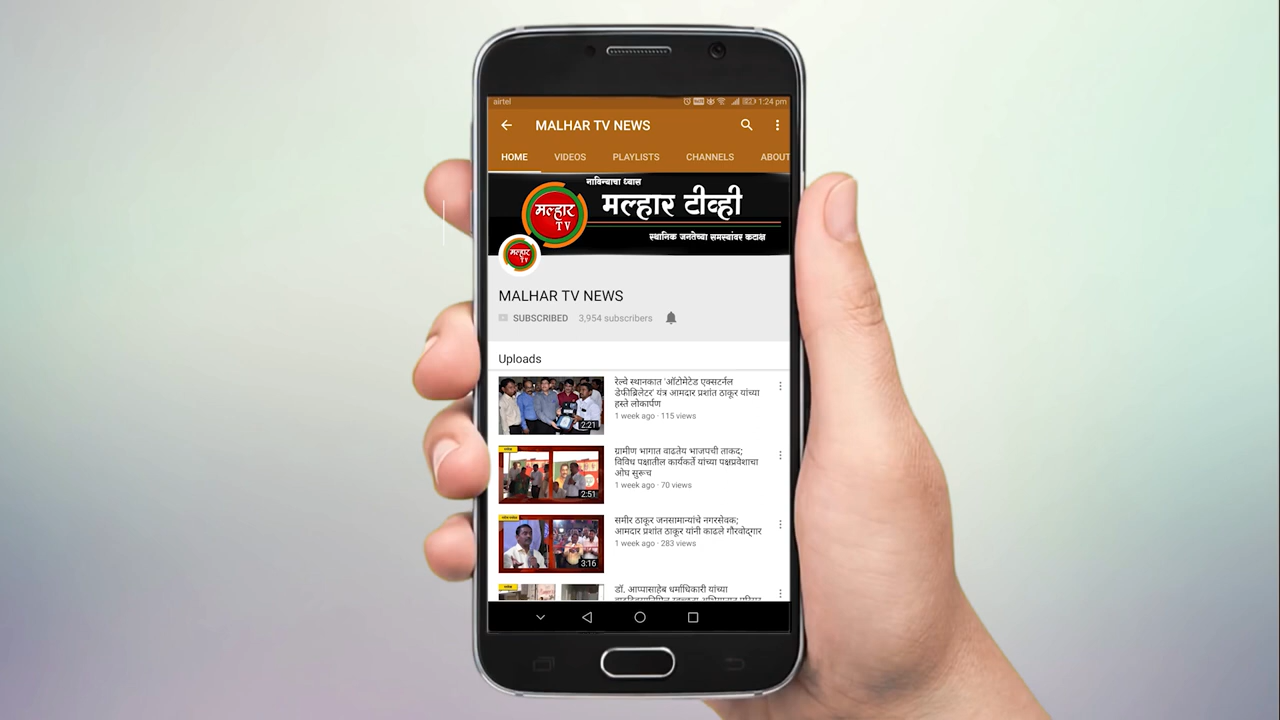 airtel
1:24 pm
MALHAR TV NEWS
HOME VIDEOS PLAYLISTS CHANNELS ABOUT
नाविन्याचा ध्यास
मल्हार टीव्ही
मल्हार
TV
स्थानिक जनतेच्या समस्यांवर कटाक्ष
मल्हार
TV
MALHAR TV NEWS
SUBSCRIBED 3,954 subscribers
Uploads
रेल्वे स्थानकात 'ऑटोमेटेड एक्सटर्नल
डेफीब्रिलेटर' यंत्र आमदार प्रशांत ठाकूर यांच्या
हस्ते लोकार्पण
1 week ago · 115 views
2:21
ग्रामीण भागात वाढतेय भाजपची ताकद;
विविध पक्षातील कार्यकर्ते यांच्या पक्षप्रवेशाचा
ओघ सुरूच
1 week ago · 70 views
2:51
समीर ठाकूर जनसामान्यांचे नगरसेवक;
आमदार प्रशांत ठाकूर यांनी काढले गौरवोद्गार
1 week ago · 283 views
3:16
डॉ. आप्पासाहेब धर्माधिकारी यांच्या